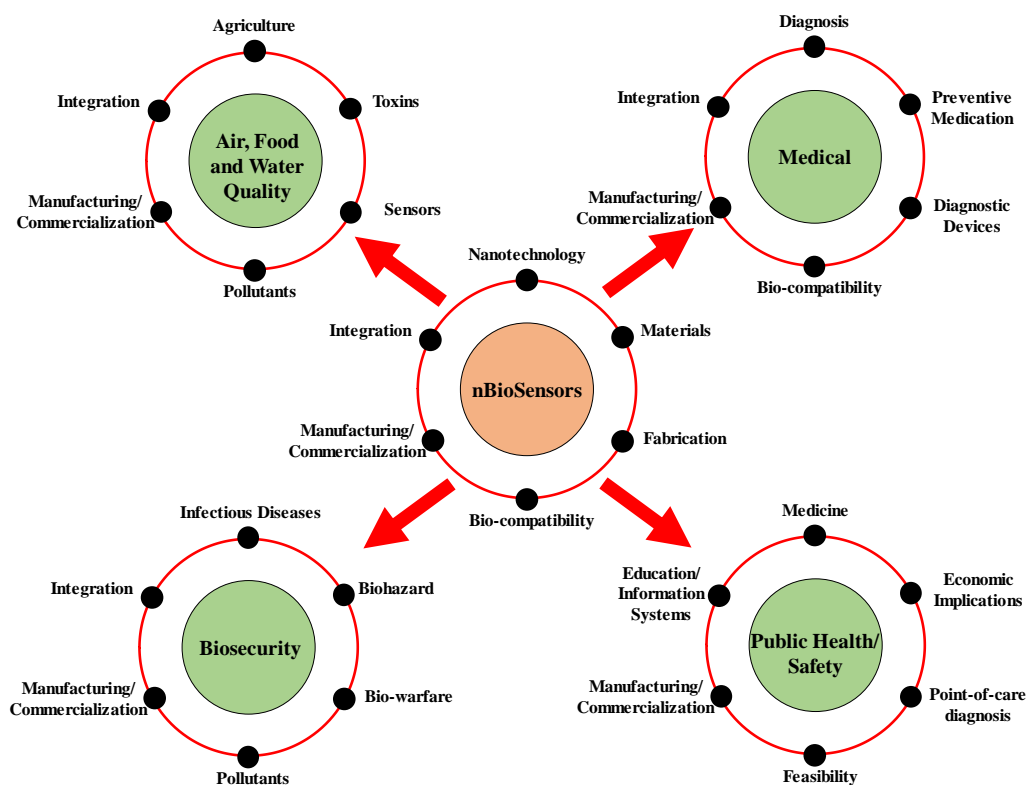 Agriculture
Integration
Toxins
Air, Food
and Water
Quality
Manufacturing/
Commercialization
Sensors
Pollutants
Diagnosis
Integration
Preventive
Medication
Medical
Manufacturing/
Commercialization
Diagnostic
Devices
Bio-compatibility
Nanotechnology
Integration
Materials
nBioSensors
Manufacturing/
Commercialization
Fabrication
Bio-compatibility
Infectious Diseases
Integration
Biohazard
Biosecurity
Manufacturing/
Commercialization
Bio-warfare
Pollutants
Medicine
Education/
Information
Systems
Economic
Implications
Public Health/
Safety
Manufacturing/
Commercialization
Point-of-care
diagnosis
Feasibility